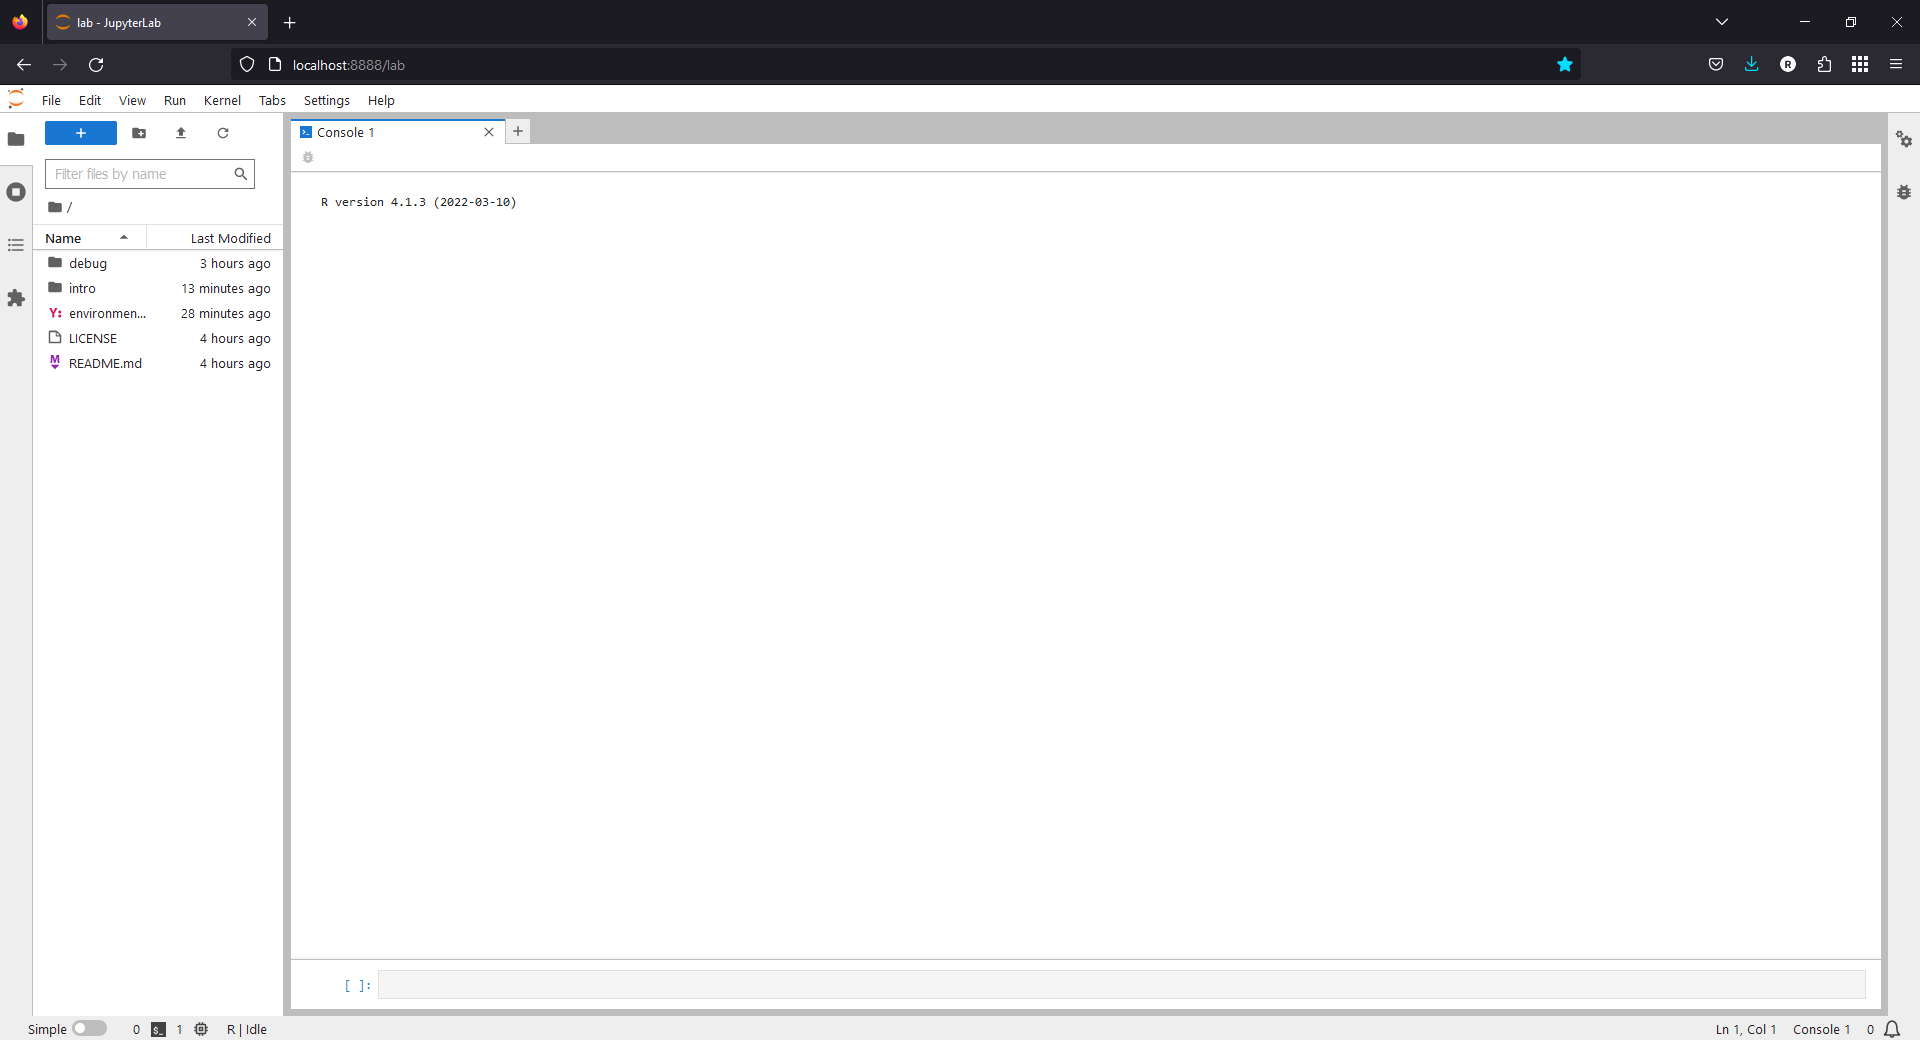 lab - JupyterLab
localhost:8888/lab
File Edit View Run Kernel Tabs Settings Help
Filter files by name
/
Name Last Modified
debug 3 hours ago
intro 13 minutes ago
Y: environmen... 28 minutes ago
LICENSE 4 hours ago
M README.md 4 hours ago
Console 1
R version 4.1.3 (2022-03-10)
[ ]:
Simple 0 $_ 1 R | Idle Ln 1, Col 1 Console 1 0